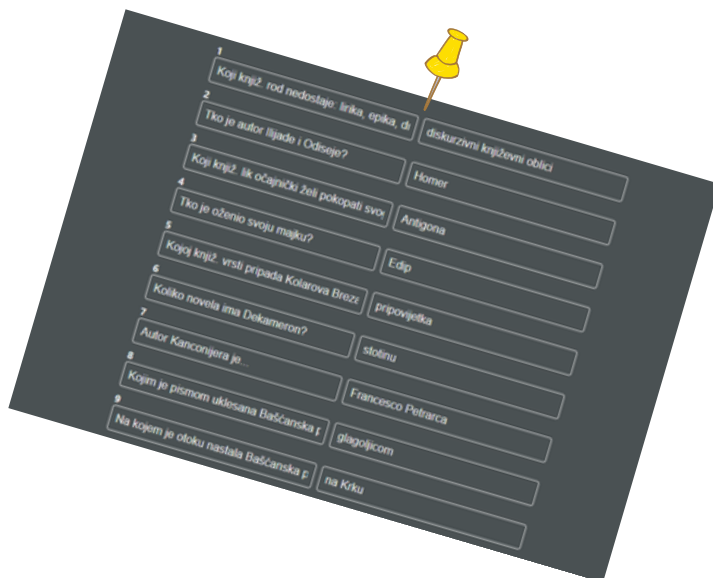 1
Koji knjiž. rod nedostaje: lirika, epika, d
diskurzivni književni oblici
2
Tko je autor Ilijade i Odiseje?
Homer
3
Koji knjiž. lik očajnički želi pokopati svoj
Antigona
4
Tko je oženio svoju majku?
Edip
5
Kojoj knjiž. vrsti pripada Kolarova Breza
pripovijetka
6
Koliko novela ima Dekameron?
stotinu
7
Autor Kanconijera je...
Francesco Petrarca
8
Kojim je pismom uklesana Bašćanska p
glagoljicom
9
Na kojem je otoku nastala Bašćanska p
na Krku